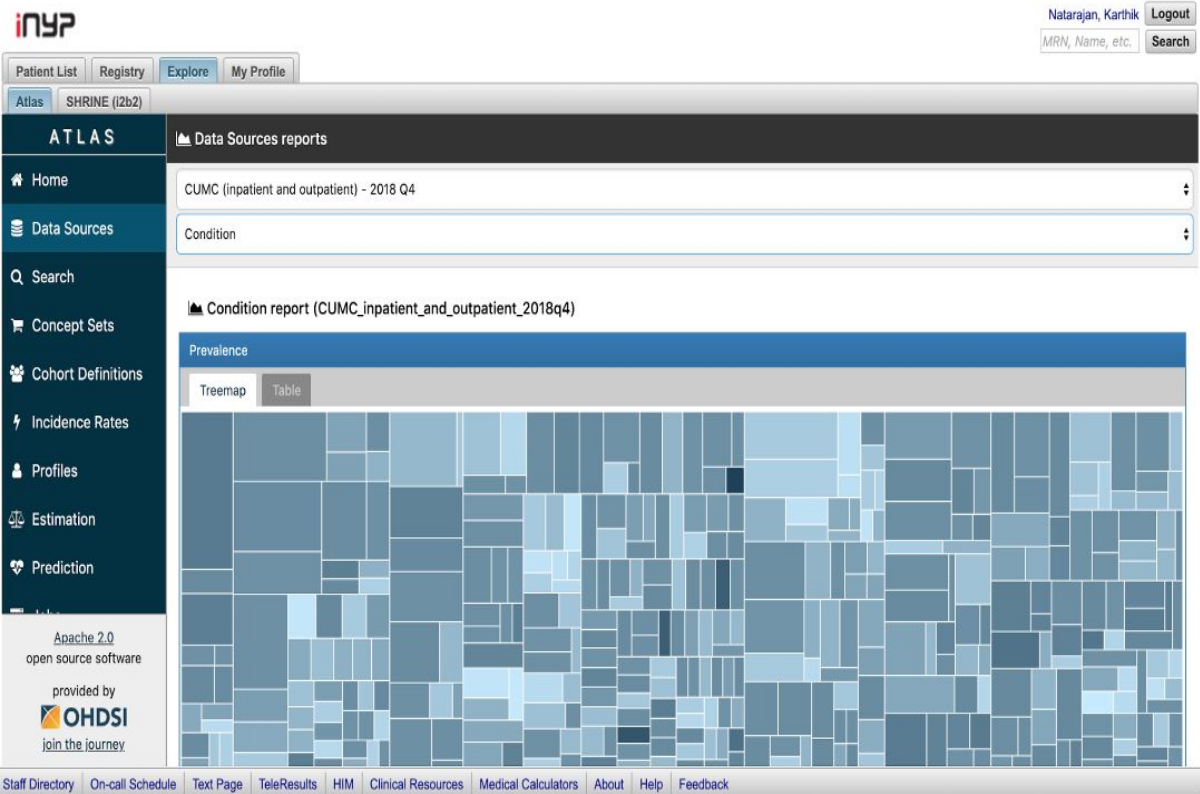 iNYP
Natarajan, Karthik Logout
MRN, Name, etc. Search
Patient List Registry Explore My Profile
Atlas SHRINE (i2b2)
ATLAS
Data Sources reports
Home
CUMC (inpatient and outpatient) - 2018 Q4
Data Sources
Condition
Search
Condition report (CUMC_inpatient_and_outpatient_2018q4)
Concept Sets
Prevalence
Cohort Definitions
Treemap Table
Incidence Rates
Profiles
Estimation
Prediction
Apache 2.0
open source software
provided by
OHDSI
join the journey
Staff Directory On-call Schedule Text Page TeleResults HIM Clinical Resources Medical Calculators About Help Feedback